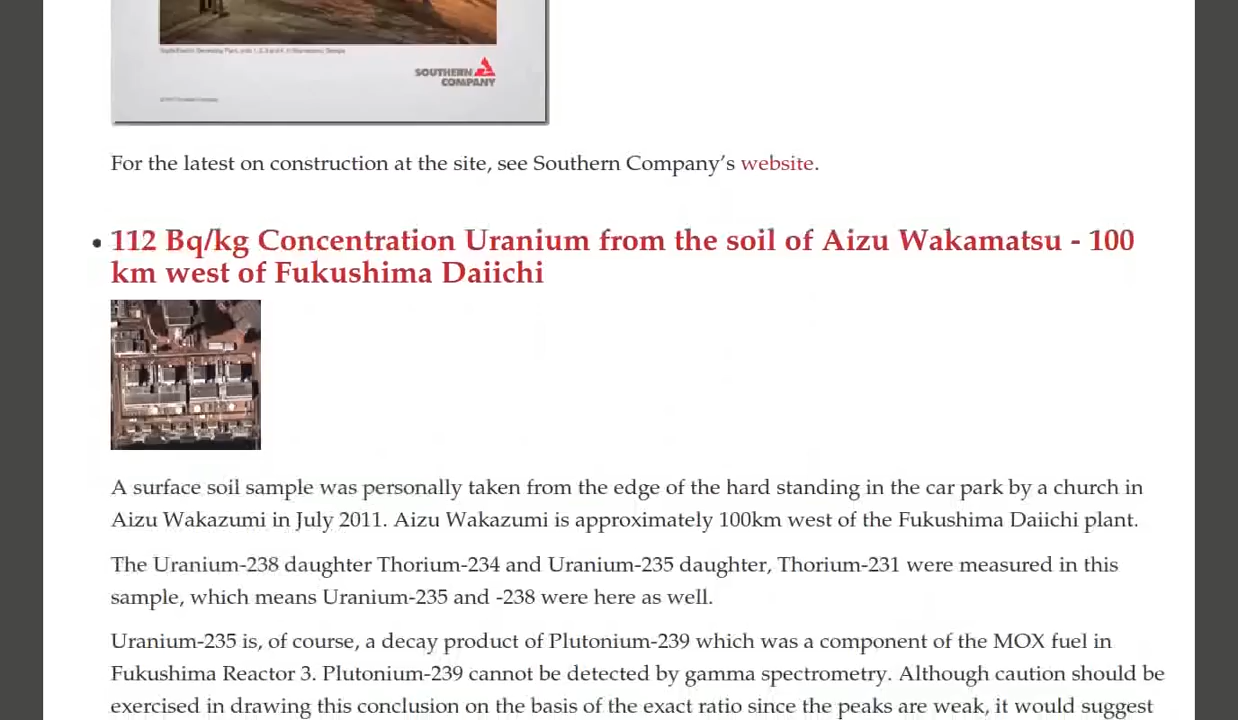 SOUTHERN
COMPANY
For the latest on construction at the site, see Southern Company’s website.
• 112 Bq/kg Concentration Uranium from the soil of Aizu Wakamatsu - 100
km west of Fukushima Daiichi
A surface soil sample was personally taken from the edge of the hard standing in the car park by a church in
Aizu Wakazumi in July 2011. Aizu Wakazumi is approximately 100km west of the Fukushima Daiichi plant.
The Uranium-238 daughter Thorium-234 and Uranium-235 daughter, Thorium-231 were measured in this
sample, which means Uranium-235 and -238 were here as well.
Uranium-235 is, of course, a decay product of Plutonium-239 which was a component of the MOX fuel in
Fukushima Reactor 3. Plutonium-239 cannot be detected by gamma spectrometry. Although caution should be
exercised in drawing this conclusion on the basis of the exact ratio since the peaks are weak, it would suggest